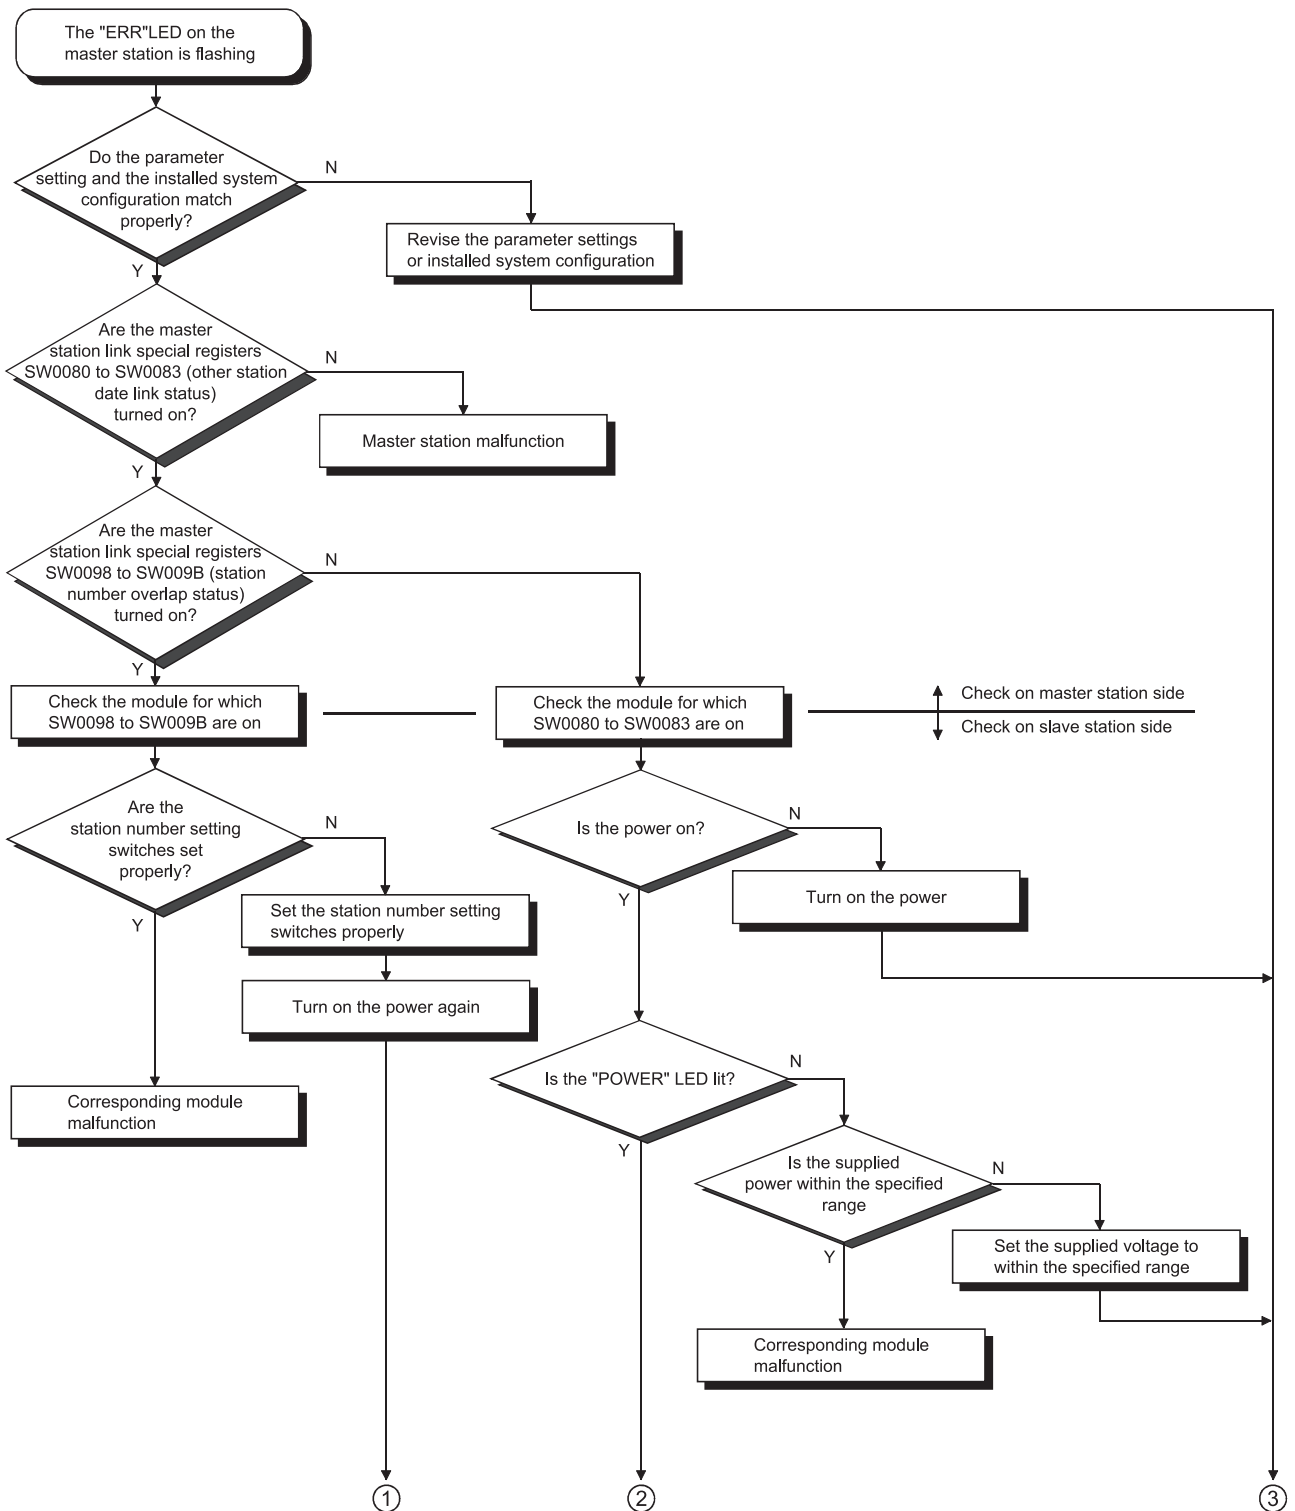 The "ERR"LED on the
master station is flashing
Do the parameter
setting and the installed system
configuration match
properly?
N
Y
Revise the parameter settings
or installed system configuration
Are the master
station link special registers
SW0080 to SW0083 (other station
date link status)
turned on?
N
Y
Master station malfunction
Are the master
station link special registers
SW0098 to SW009B (station
number overlap status)
turned on?
N
Y
Check the module for which
SW0098 to SW009B are on
Check the module for which
SW0080 to SW0083 are on
Check on master station side
Check on slave station side
Are the
station number setting
switches set
properly?
N
Y
Set the station number setting
switches properly
Turn on the power again
Corresponding module
malfunction
Is the power on?
N
Y
Turn on the power
Is the "POWER" LED lit?
N
Y
Is the supplied
power within the specified
range
N
Y
Set the supplied voltage to
within the specified range
Corresponding module
malfunction
1
2
3